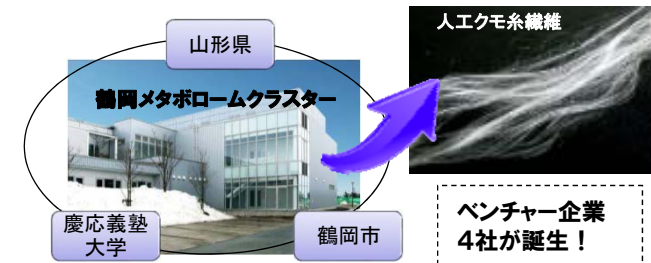 山形県
鶴岡メタボロームクラスター
慶応義塾
大学
鶴岡市
人工クモ糸繊維
ベンチャー企業
4社が誕生！